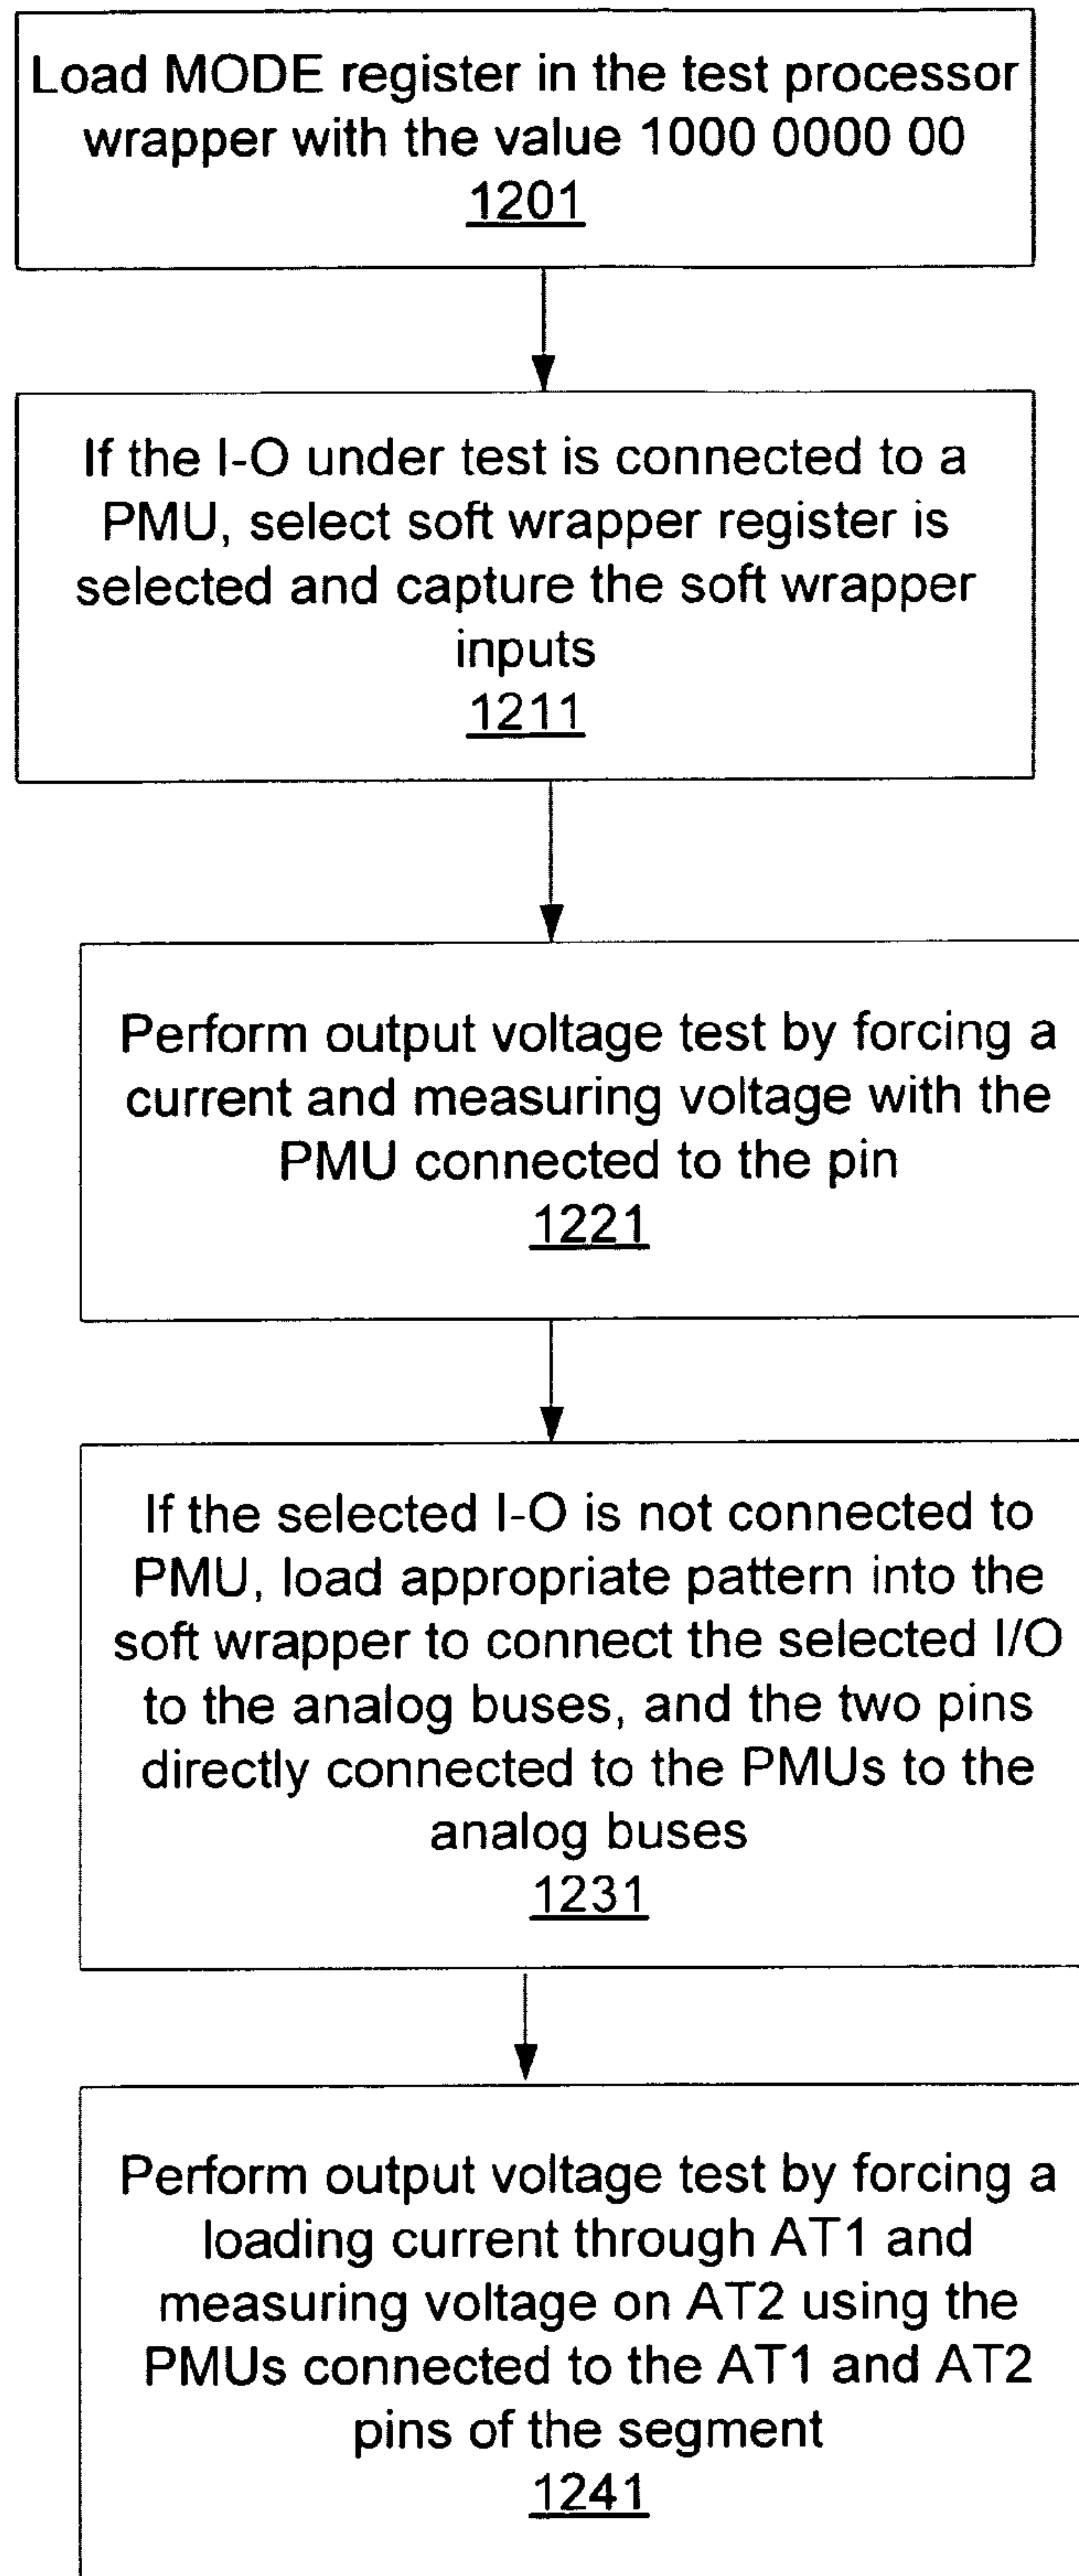 Load MODE register in the test processor
wrapper with the value 1000 0000 00
1201
If the I-O under test is connected to a
PMU, select soft wrapper register is
selected and capture the soft wrapper
inputs
1211
Perform output voltage test by forcing a
current and measuring voltage with the
PMU connected to the pin
1221
If the selected I-O is not connected to
PMU, load appropriate pattern into the
soft wrapper to connect the selected I/O
to the analog buses, and the two pins
directly connected to the PMUs to the
analog buses
1231
Perform output voltage test by forcing a
loading current through AT1 and
measuring voltage on AT2 using the
PMUs connected to the AT1 and AT2
pins of the segment
1241